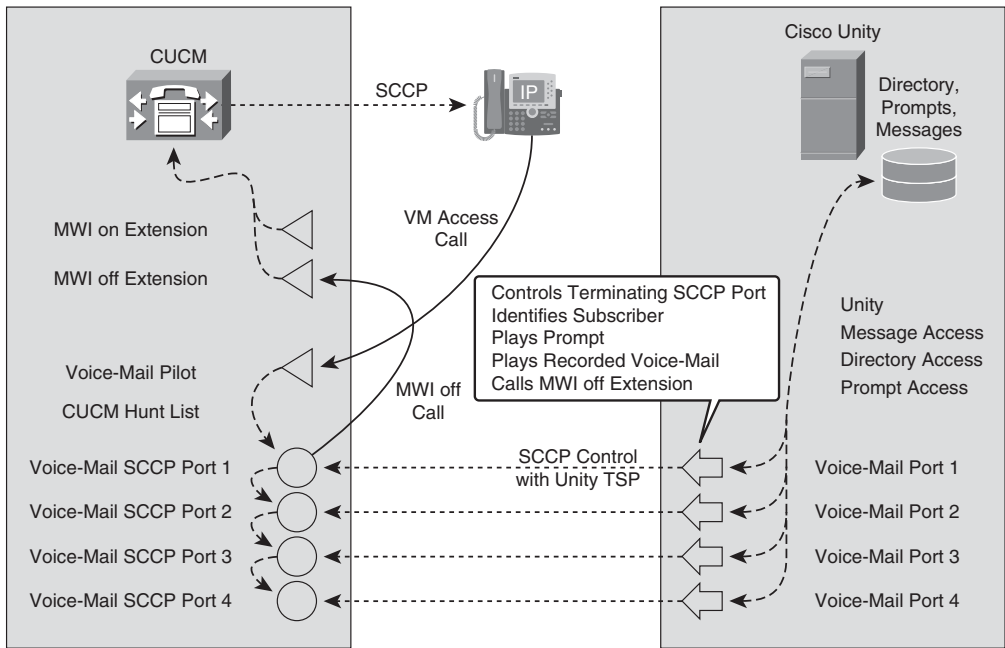 CUCM
SCCP
IP
Cisco Unity
Directory,
Prompts,
Messages
MWI on Extension
MWI off Extension
VM Access
Call
Controls Terminating SCCP Port
Identifies Subscriber
Plays Prompt
Plays Recorded Voice-Mail
Calls MWI off Extension
Unity
Message Access
Directory Access
Prompt Access
Voice-Mail Pilot
CUCM Hunt List
MWI off
Call
Voice-Mail SCCP Port 1
Voice-Mail SCCP Port 2
Voice-Mail SCCP Port 3
Voice-Mail SCCP Port 4
SCCP Control
with Unity TSP
Voice-Mail Port 1
Voice-Mail Port 2
Voice-Mail Port 3
Voice-Mail Port 4